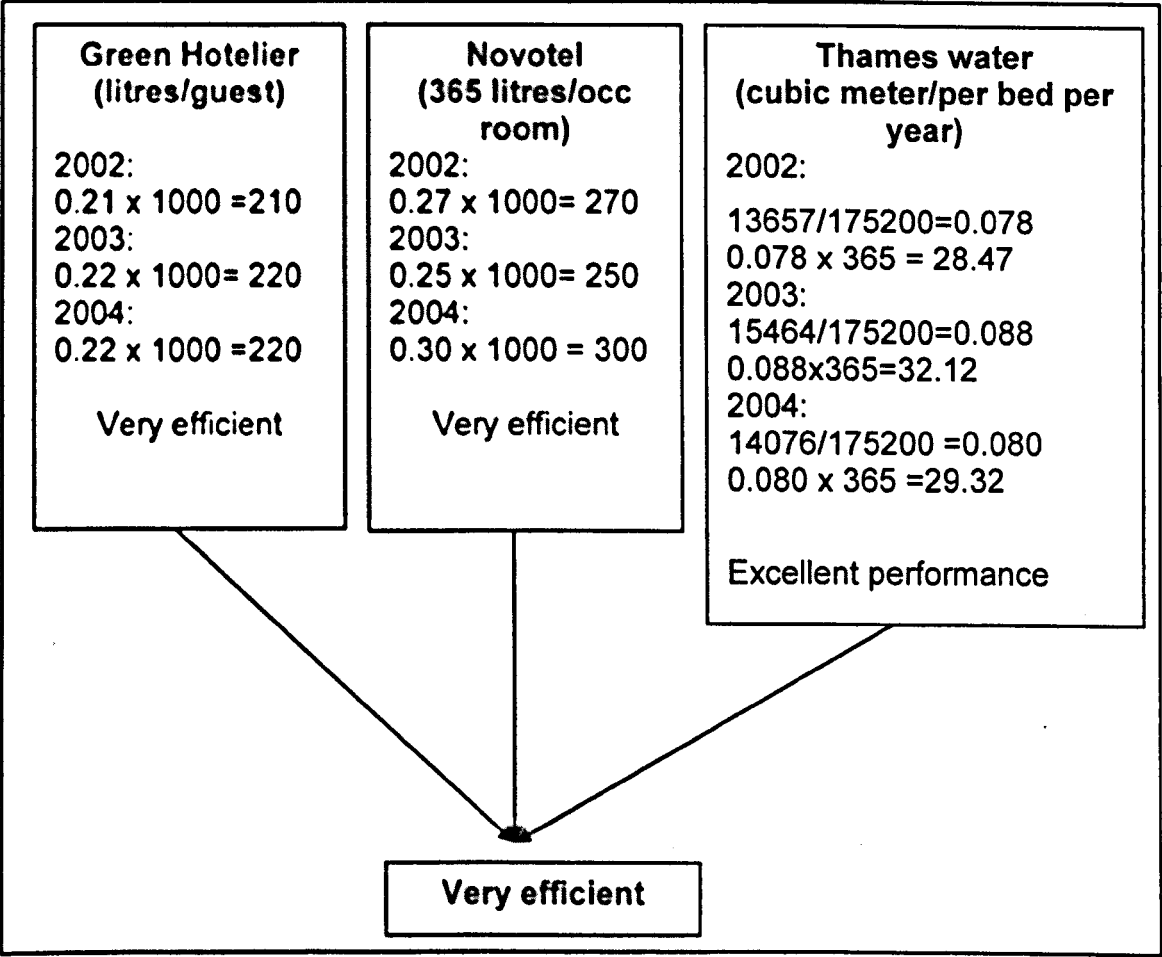 Green Hotelier
(litres/guest)
2002:
0.21 x 1000 =210
2003:
0.22 x 1000= 220
2004:
0.22 x 1000 =220
Very efficient
Novotel
(365 litres/occ
room)
2002:
0.27 x 1000= 270
2003:
0.25 x 1000= 250
2004:
0.30 x 1000 = 300
Very efficient
Thames water
(cubic meter/per bed per
year)
2002:
13657/175200=0.078
0.078 x 365 = 28.47
2003:
15464/175200=0.088
0.088x365=32.12
2004:
14076/175200 =0.080
0.080 x 365 =29.32
Excellent performance
Very efficient